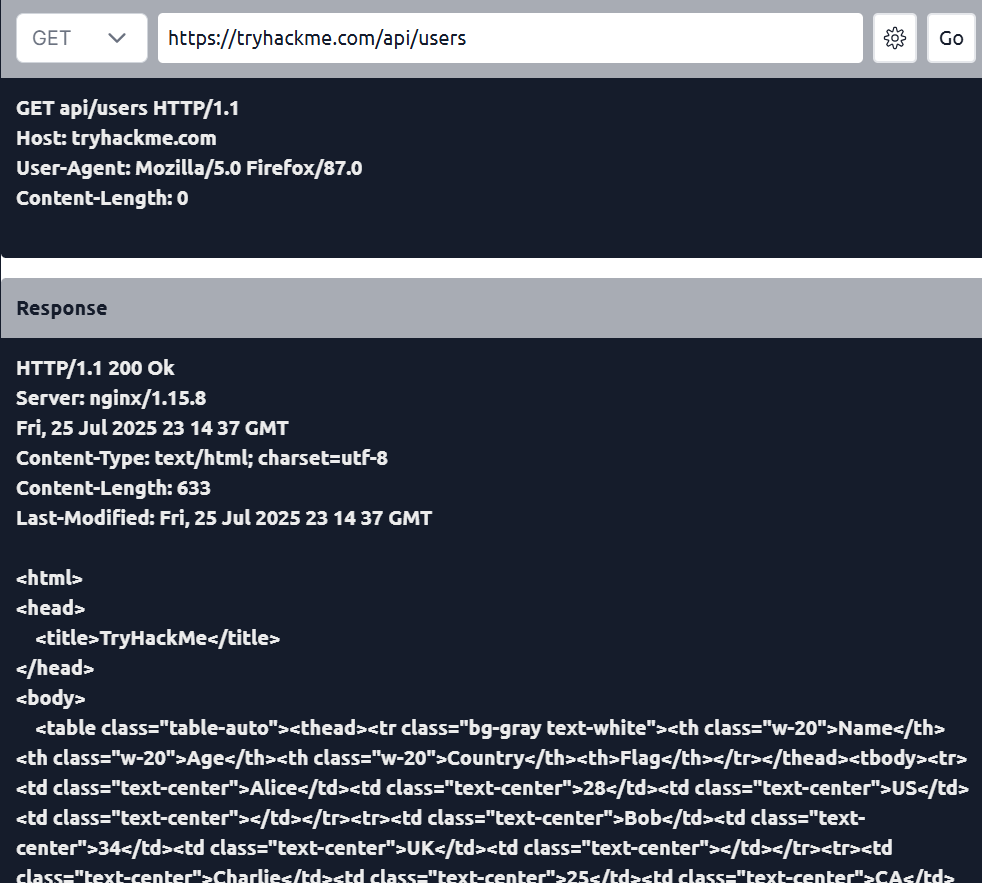 GET
https://tryhackme.com/api/users
Go
GET api/users HTTP/1.1
Host: tryhackme.com
User-Agent: Mozilla/5.0 Firefox/87.0
Content-Length: 0
Response
HTTP/1.1 200 Ok
Server: nginx/1.15.8
Fri, 25 Jul 2025 23 14 37 GMT
Content-Type: text/html; charset=utf-8
Content-Length: 633
Last-Modified: Fri, 25 Jul 2025 23 14 37 GMT
<html>
<head>
<title>TryHackMe</title>
</head>
<body>
<table class="table-auto"><thead><tr class="bg-gray text-white"><th class="w-20">Name</th>
<th class="w-20">Age</th><th class="w-20">Country</th><th>Flag</th></tr></thead><tbody><tr>
<td class="text-center">Alice</td><td class="text-center">28</td><td class="text-center">US</td>
<td class="text-center"></td></tr><tr><td class="text-center">Bob</td><td class="text-
center">34</td><td class="text-center">UK</td><td class="text-center"></td></tr><tr><td
class="text-center">Charlie</td><td class="text-center">25</td><td class="text-center">CA</td>